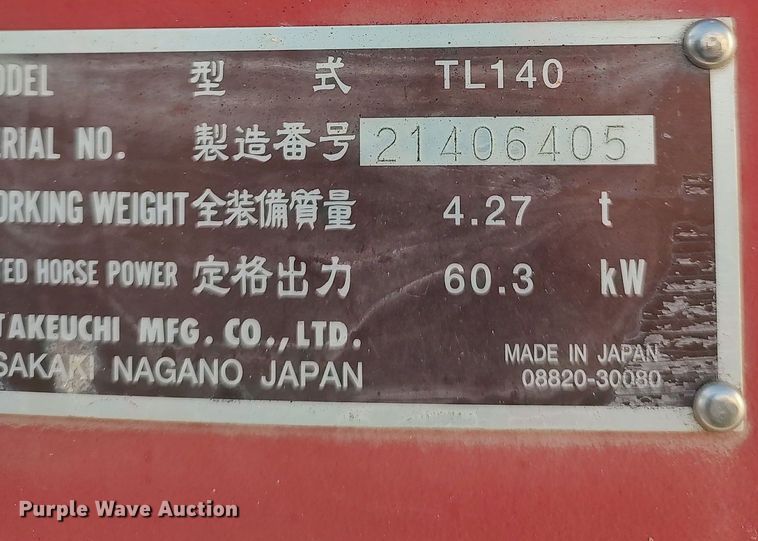 ODEL 型式 TL140
ERIAL NO. 製造番号 21406405
ORKING WEIGHT 全装備質量 4.27 t
TED HORSE POWER 定格出力 60.3 kW
TAKEUCHI MFG. CO.,LTD.
SAKAKI NAGANO JAPAN
MADE IN JAPAN
08820-30080
Purple Wave Auction